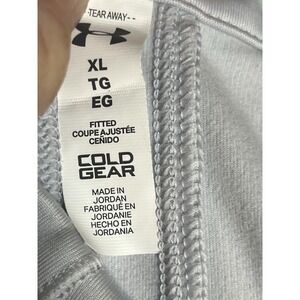 -TEAR AWAY--
XL
TG
EG
FITTED
COUPE AJUSTÉE
CEÑIDO
COLD
GEAR
MADE IN
JORDAN
FABRIQUÉ EN
JORDANIE
HECHO EN
JORDANIA